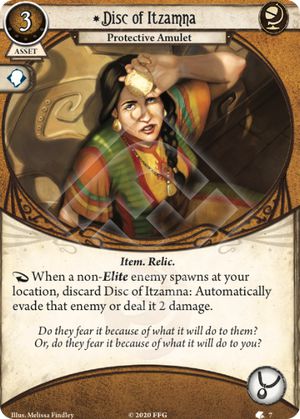 3
Disc of Itzamna
Protective Amulet
ASSET
Item. Relic.
When a non-Elite enemy spawns at your
location, discard Disc of Itzamna: Automatically
evade that enemy or deal it 2 damage.
Do they fear it because of what it will do to them?
Or, do they fear it because of what it will do to you?
Illus. Melissa Findley
© 2020 FFG
7